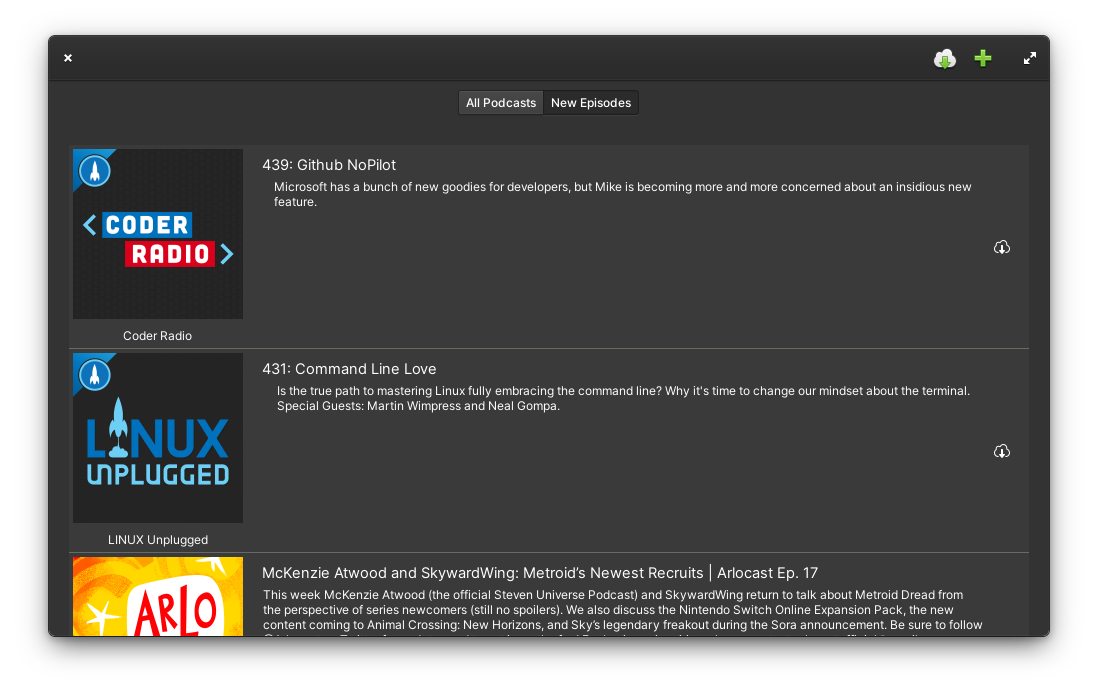 All Podcasts New Episodes
CODER
RADIO
Coder Radio
439: Github NoPilot
Microsoft has a bunch of new goodies for developers, but Mike is becoming more and more concerned about an insidious new
feature.
LINUX
UNPLUGGED
LINUX Unplugged
431: Command Line Love
Is the true path to mastering Linux fully embracing the command line? Why it's time to change our mindset about the terminal.
Special Guests: Martin Wimpress and Neal Gompa.
ARLO
McKenzie Atwood and SkywardWing: Metroid’s Newest Recruits | Arlocast Ep. 17
This week McKenzie Atwood (the official Steven Universe Podcast) and SkywardWing return to talk about Metroid Dread from
the perspective of series newcomers (still no spoilers). We also discuss the Nintendo Switch Online Expansion Pack, the new
content coming to Animal Crossing: New Horizons, and Sky’s legendary freakout during the Sora announcement. Be sure to follow